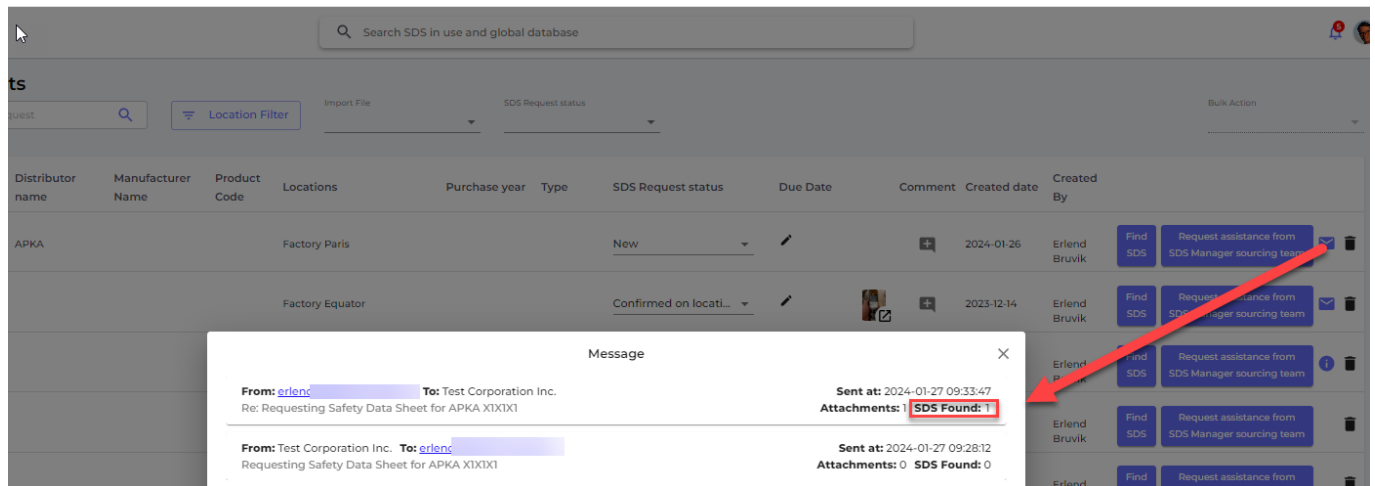 Search SDS in use and global database
5
ts
quest
Location Filter
Import File
SDS Request status
Bulk Action
Distributor name
Manufacturer Name
Product Code
Locations
Purchase year
Type
SDS Request status
Due Date
Comment
Created date
Created By
APKA
Factory Paris
New
2024-01-26
Erlend Bruvik
Find SDS
Request assistance from SDS Manager sourcing team
Factory Equator
Confirmed on locati...
2023-12-14
Erlend Bruvik
Find SDS
Request assistance from SDS Manager sourcing team
Erlend
Find SDS
Request assistance from SDS Manager sourcing team
Erlend Bruvik
Find SDS
Request assistance from SDS Manager sourcing team
Erlend
Find
Request assistance from
Message
From: erlend To: Test Corporation Inc.
Sent at: 2024-01-27 09:33:47
Re: Requesting Safety Data Sheet for APKA X1X1X1
Attachments: 1 SDS Found: 1
From: Test Corporation Inc. To: erlend
Sent at: 2024-01-27 09:28:12
Requesting Safety Data Sheet for APKA X1X1X1
Attachments: 0 SDS Found: 0